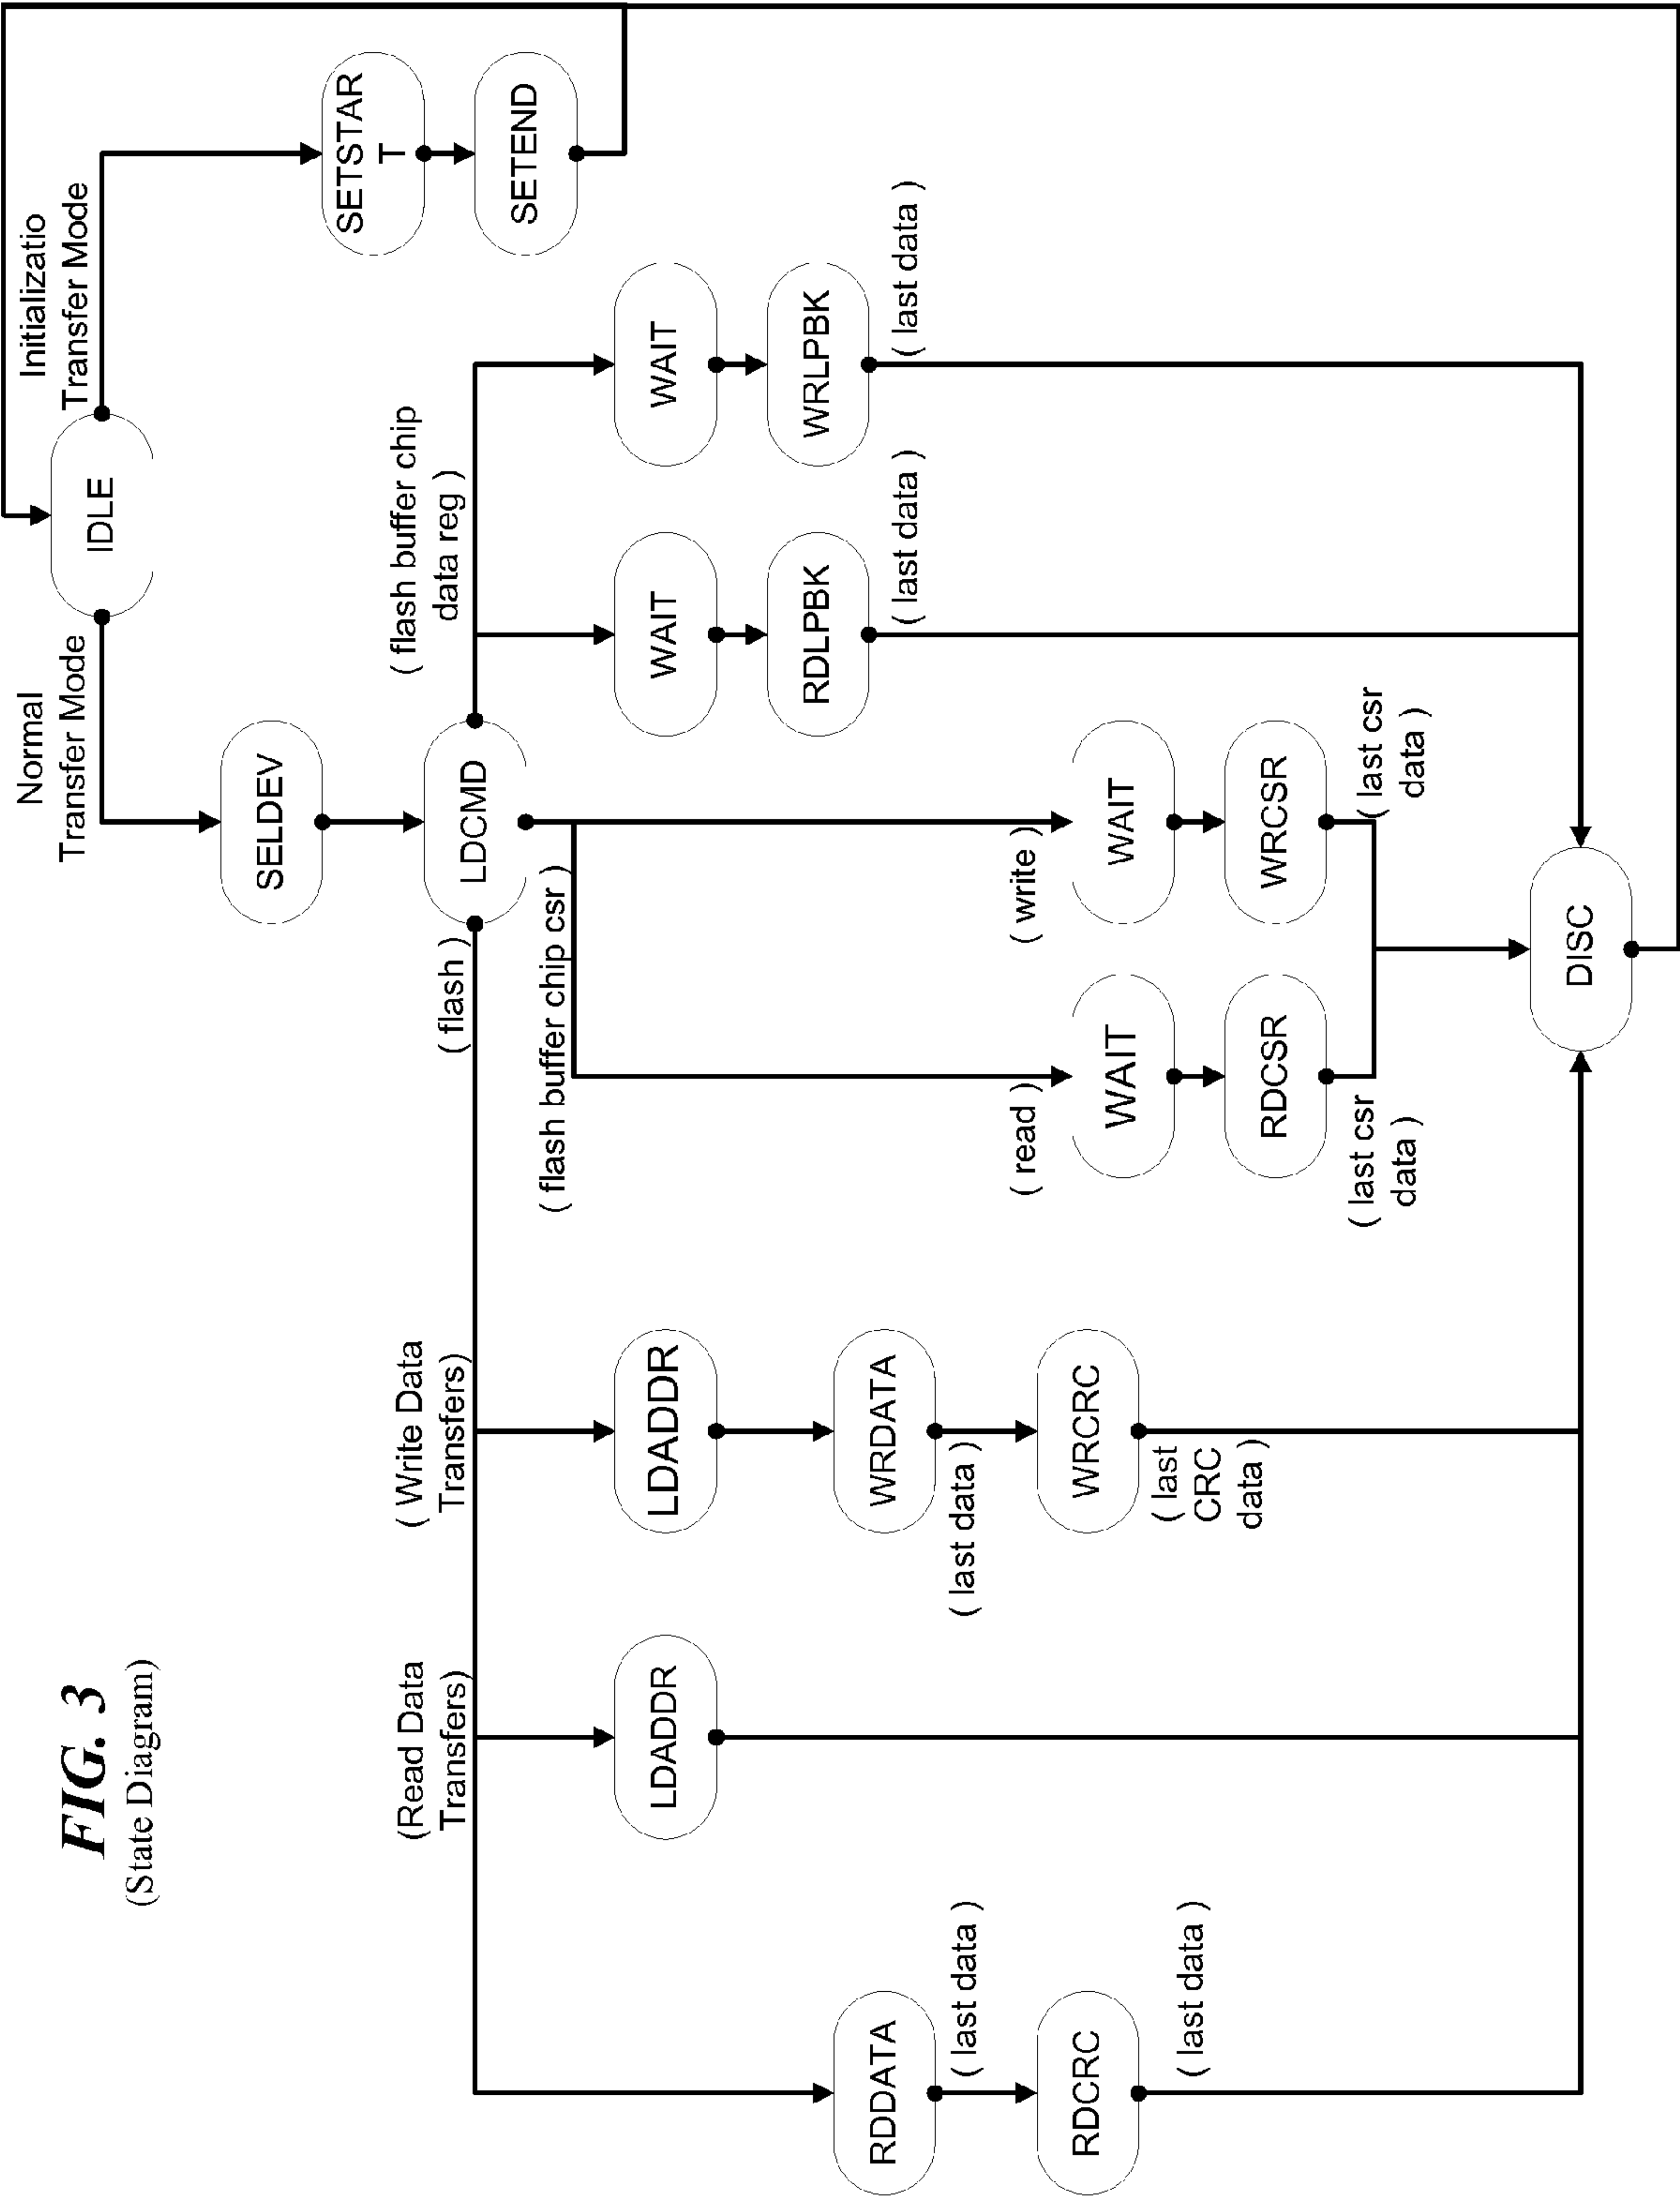 FIG. 3
(State Diagram)
Normal
Transfer Mode
IDLE
Initializatio
Transfer Mode
SELDEV
SETSTAR
T
LDCMD
SETEND
(Read Data
Transfers)
( Write Data
Transfers)
( flash )
( flash buffer chip
data reg )
( flash buffer chip csr )
LDADDR
LDADDR
WAIT
WAIT
RDDATA
WRDATA
RDLPBK
WRLPBK
( last data )
( last data )
( last data )
( last data )
( read )
( write )
RDCRC
WRCRC
WAIT
WAIT
( last data )
( last
CRC
data )
RDCSR
WRCSR
( last csr
data )
( last csr
data )
DISC